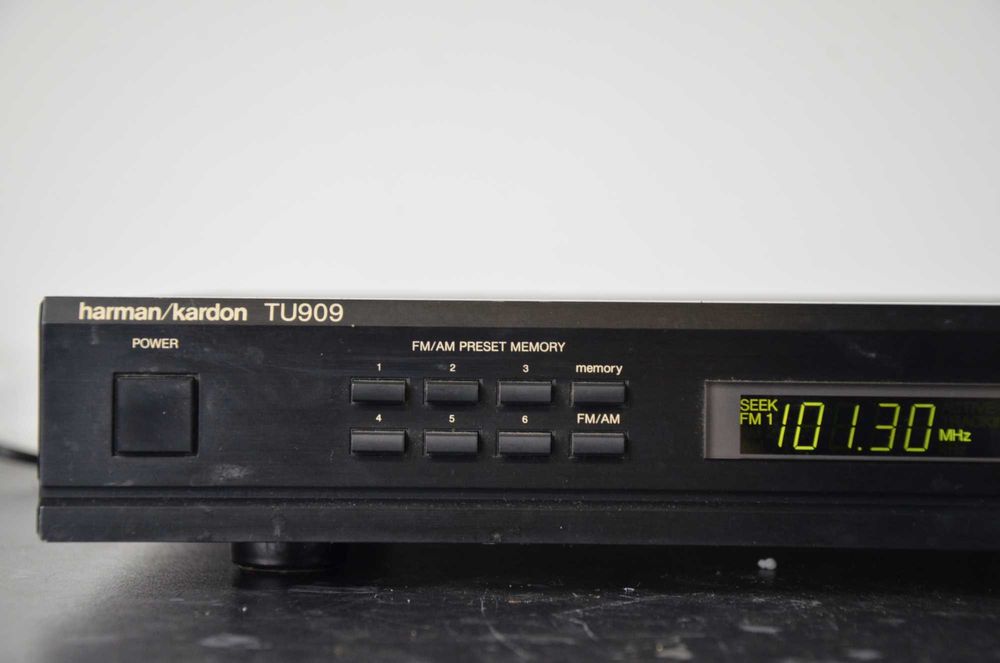 harman/kardon TU909
POWER
FM/AM PRESET MEMORY
1 2 3 memory
4 5 6 FM/AM
SEEK
FM 1 101.30 MHz